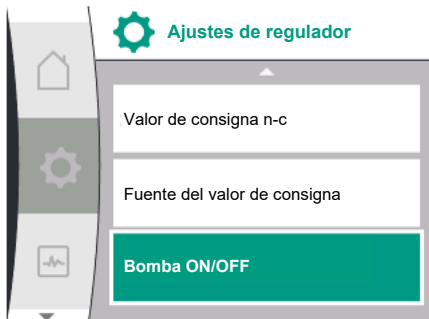 Ajustes de regulador
Valor de consigna n-c
Fuente del valor de consigna
Bomba ON/OFF